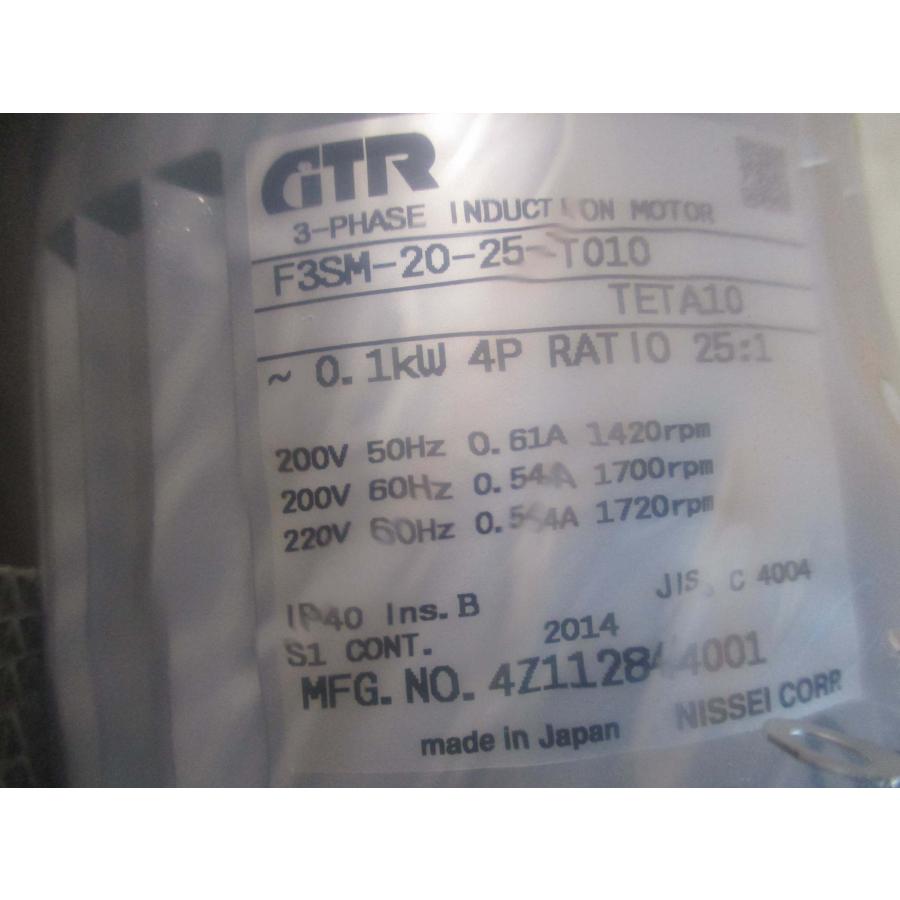 GTR
3-PHASE INDUCTION MOTOR
F3SM-20-25-T010
TETA10
~ 0.1kW 4P RATIO 25:1
200V 50Hz 0.61A 1420rpm
200V 60Hz 0.54A 1700rpm
220V 60Hz 0.54A 1720rpm
IP40 Ins.B JIS C 4004
S1 CONT. 2014
MFG.NO.
made in Japan NISSEI CORP.